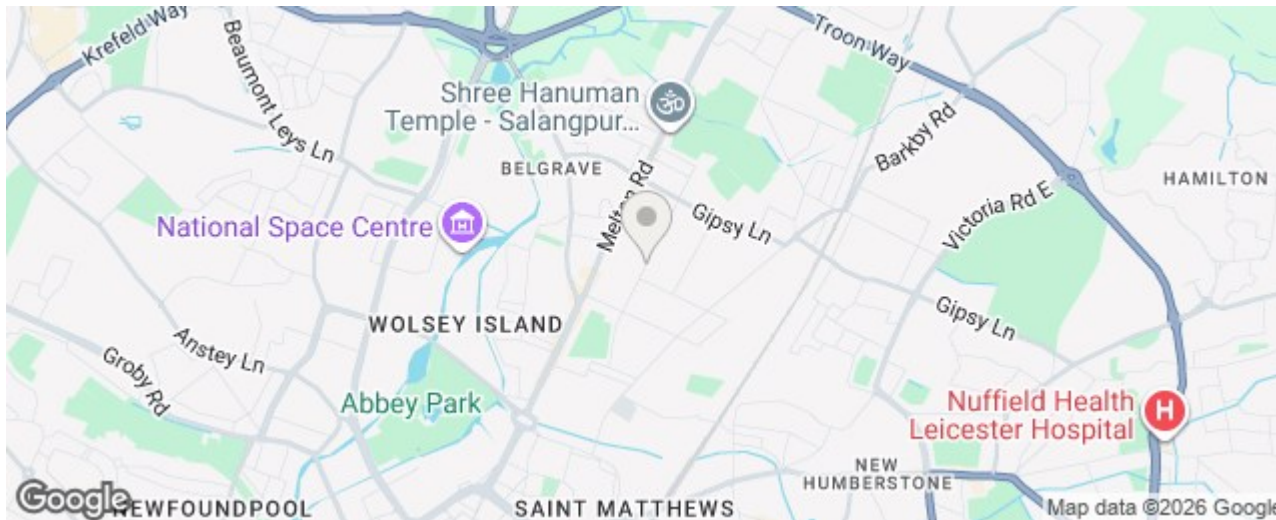 Krefeld Way
Beaumont Leys Ln
Troon Way
Shree Hanuman
Temple - Salangpur...
ॐ
Barkby Rd
BELGRAVE
Melton Rd
HAMILTON
Victoria Rd E
National Space Centre
Gipsy Ln
WOLSEY ISLAND
Gipsy Ln
Anstey Ln
Groby Rd
Abbey Park
Nuffield Health
Leicester Hospital
H
NEW
HUMBERSTONE
Google
NEWFOUNDPOOL
SAINT MATTHEWS
Map data ©2026 Google